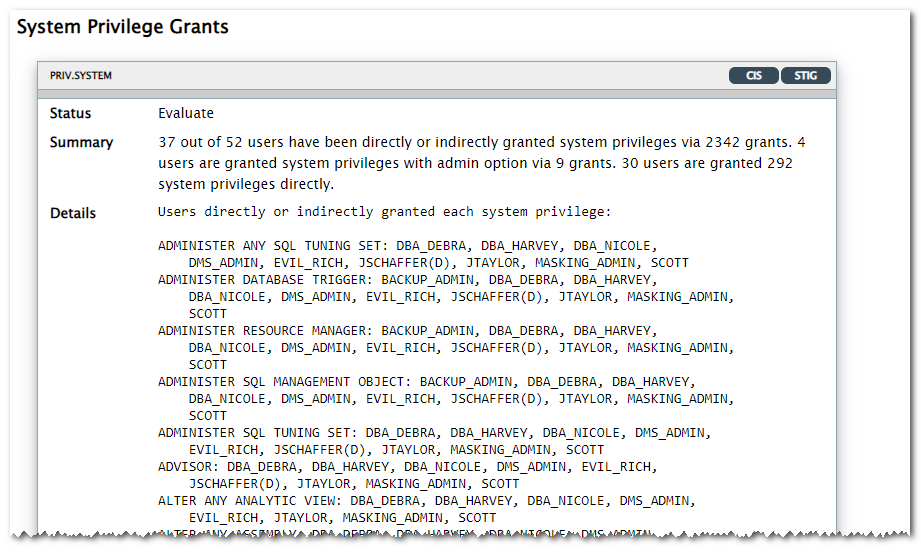 System Privilege Grants
PRIV.SYSTEM CIS STIG
Status Evaluate
Summary 37 out of 52 users have been directly or indirectly granted system privileges via 2342 grants. 4
users are granted system privileges with admin option via 9 grants. 30 users are granted 292
system privileges directly.
Details Users directly or indirectly granted each system privilege:
ADMINISTER ANY SQL TUNING SET: DBA_DEBRA, DBA_HARVEY, DBA_NICOLE,
DMS_ADMIN, EVIL_RICH, JSCHAFFER(D), JTAYLOR, MASKING_ADMIN, SCOTT
ADMINISTER DATABASE TRIGGER: BACKUP_ADMIN, DBA_DEBRA, DBA_HARVEY,
DBA_NICOLE, DMS_ADMIN, EVIL_RICH, JSCHAFFER(D), JTAYLOR, MASKING_ADMIN,
SCOTT
ADMINISTER RESOURCE MANAGER: BACKUP_ADMIN, DBA_DEBRA, DBA_HARVEY,
DBA_NICOLE, DMS_ADMIN, EVIL_RICH, JSCHAFFER(D), JTAYLOR, MASKING_ADMIN,
SCOTT
ADMINISTER SQL MANAGEMENT OBJECT: BACKUP_ADMIN, DBA_DEBRA, DBA_HARVEY,
DBA_NICOLE, DMS_ADMIN, EVIL_RICH, JSCHAFFER(D), JTAYLOR, MASKING_ADMIN,
SCOTT
ADMINISTER SQL TUNING SET: DBA_DEBRA, DBA_HARVEY, DBA_NICOLE, DMS_ADMIN,
EVIL_RICH, JSCHAFFER(D), JTAYLOR, MASKING_ADMIN, SCOTT
ADVISOR: DBA_DEBRA, DBA_HARVEY, DBA_NICOLE, DMS_ADMIN, EVIL_RICH,
JSCHAFFER(D), JTAYLOR, MASKING_ADMIN, SCOTT
ALTER ANY ANALYTIC VIEW: DBA_DEBRA, DBA_HARVEY, DBA_NICOLE, DMS_ADMIN,
EVIL_RICH, JTAYLOR, MASKING_ADMIN, SCOTT